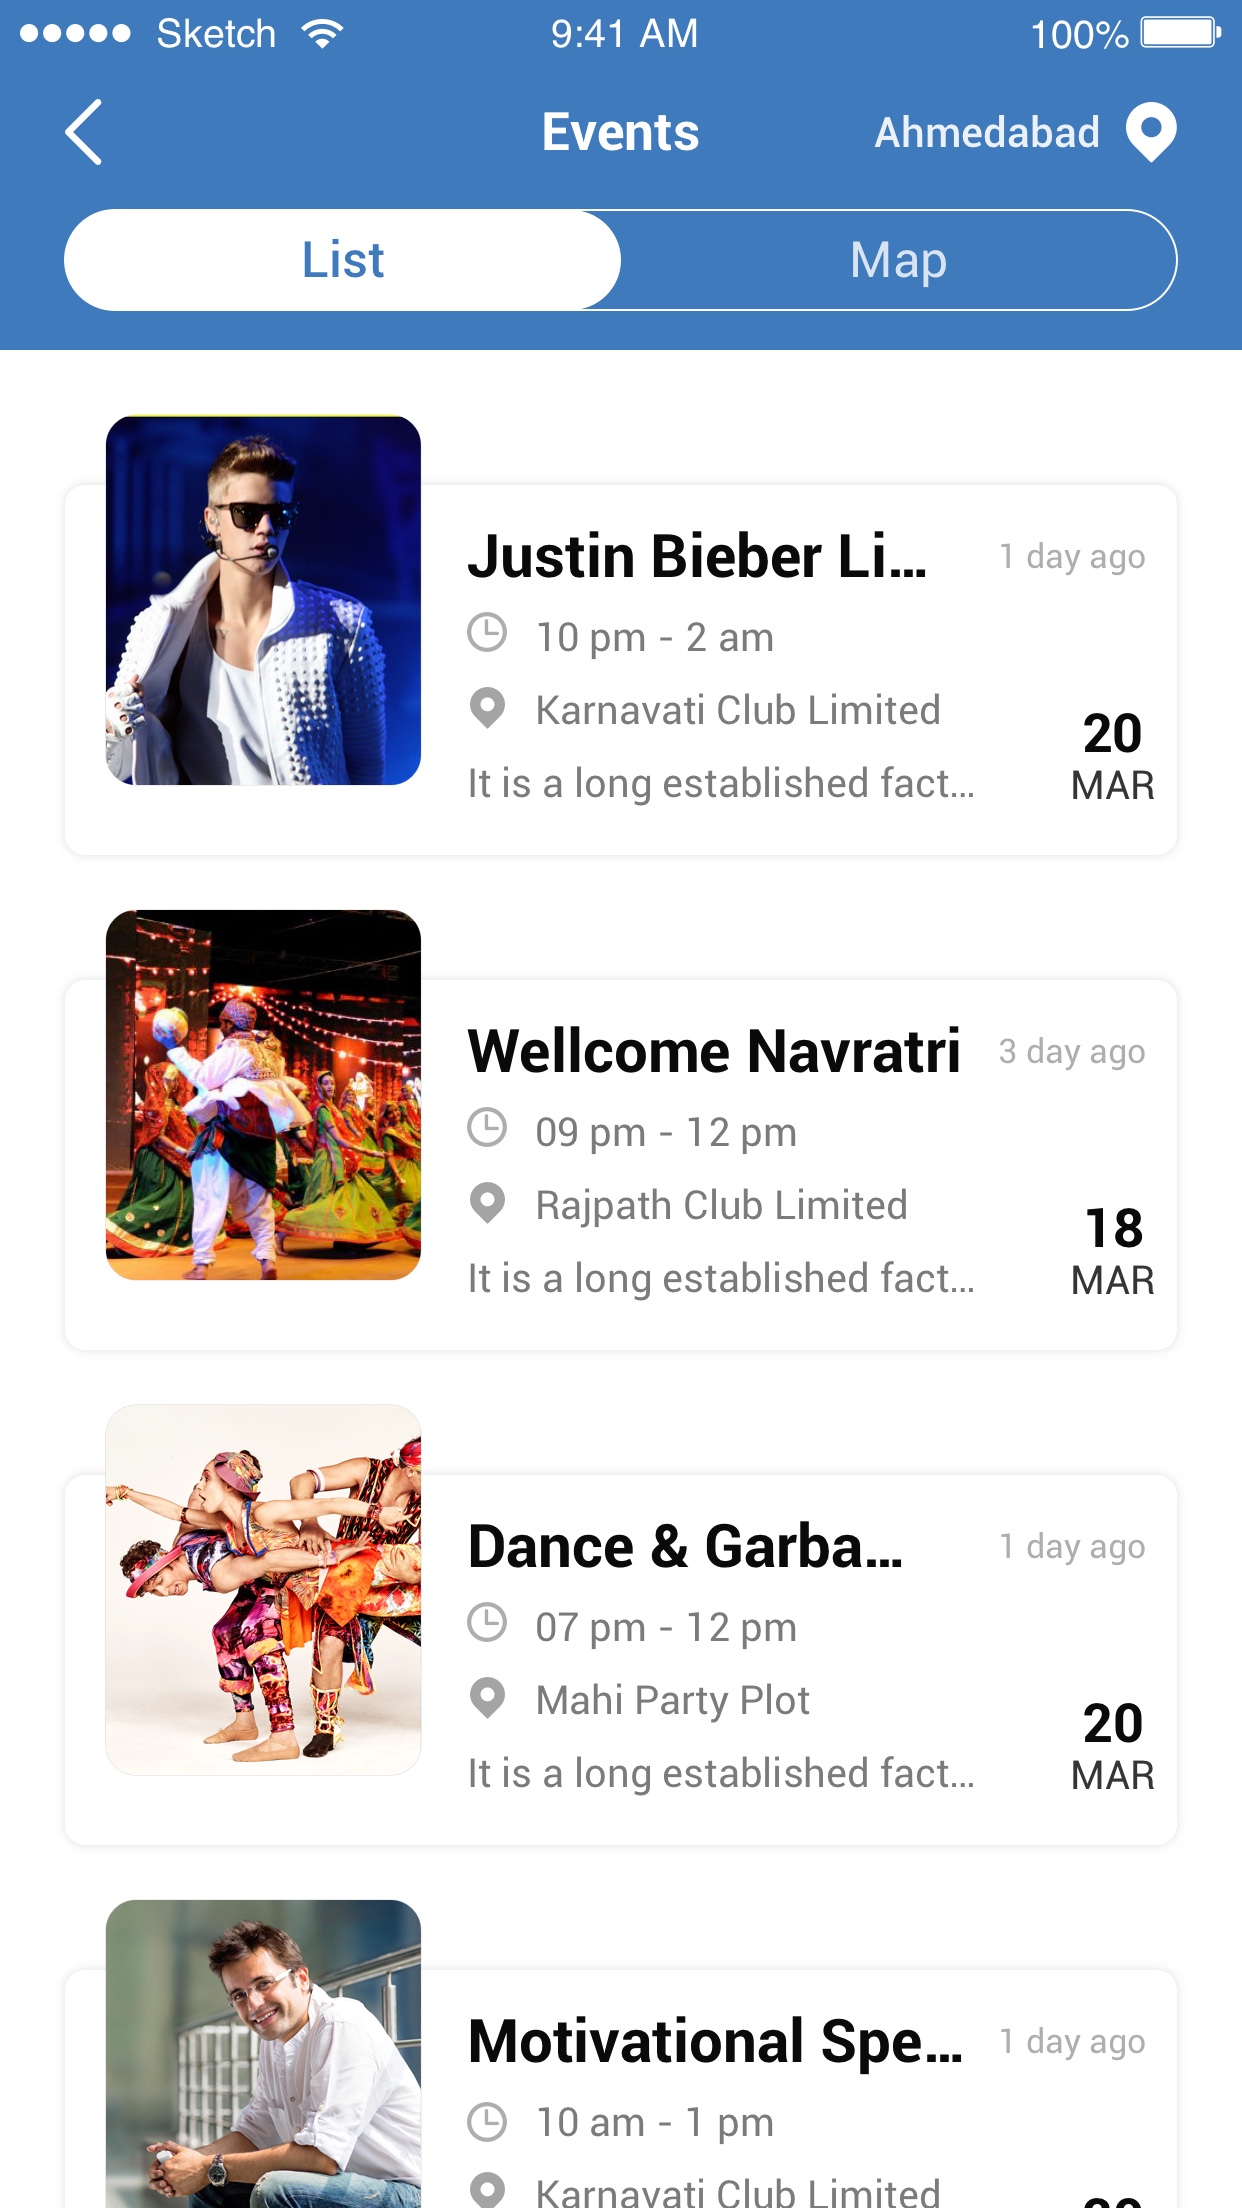 Sketch 9:41 AM 100%
Events Ahmedabad
List Map
Justin Bieber Li... 1 day ago
10 pm - 2 am
Karnavati Club Limited
20
It is a long established fact... MAR
Wellcome Navratri 3 day ago
09 pm - 12 pm
Rajpath Club Limited
18
It is a long established fact... MAR
Dance & Garba... 1 day ago
07 pm - 12 pm
Mahi Party Plot
20
It is a long established fact... MAR
Motivational Spe... 1 day ago
10 am - 1 pm
Karnavati Club Limited